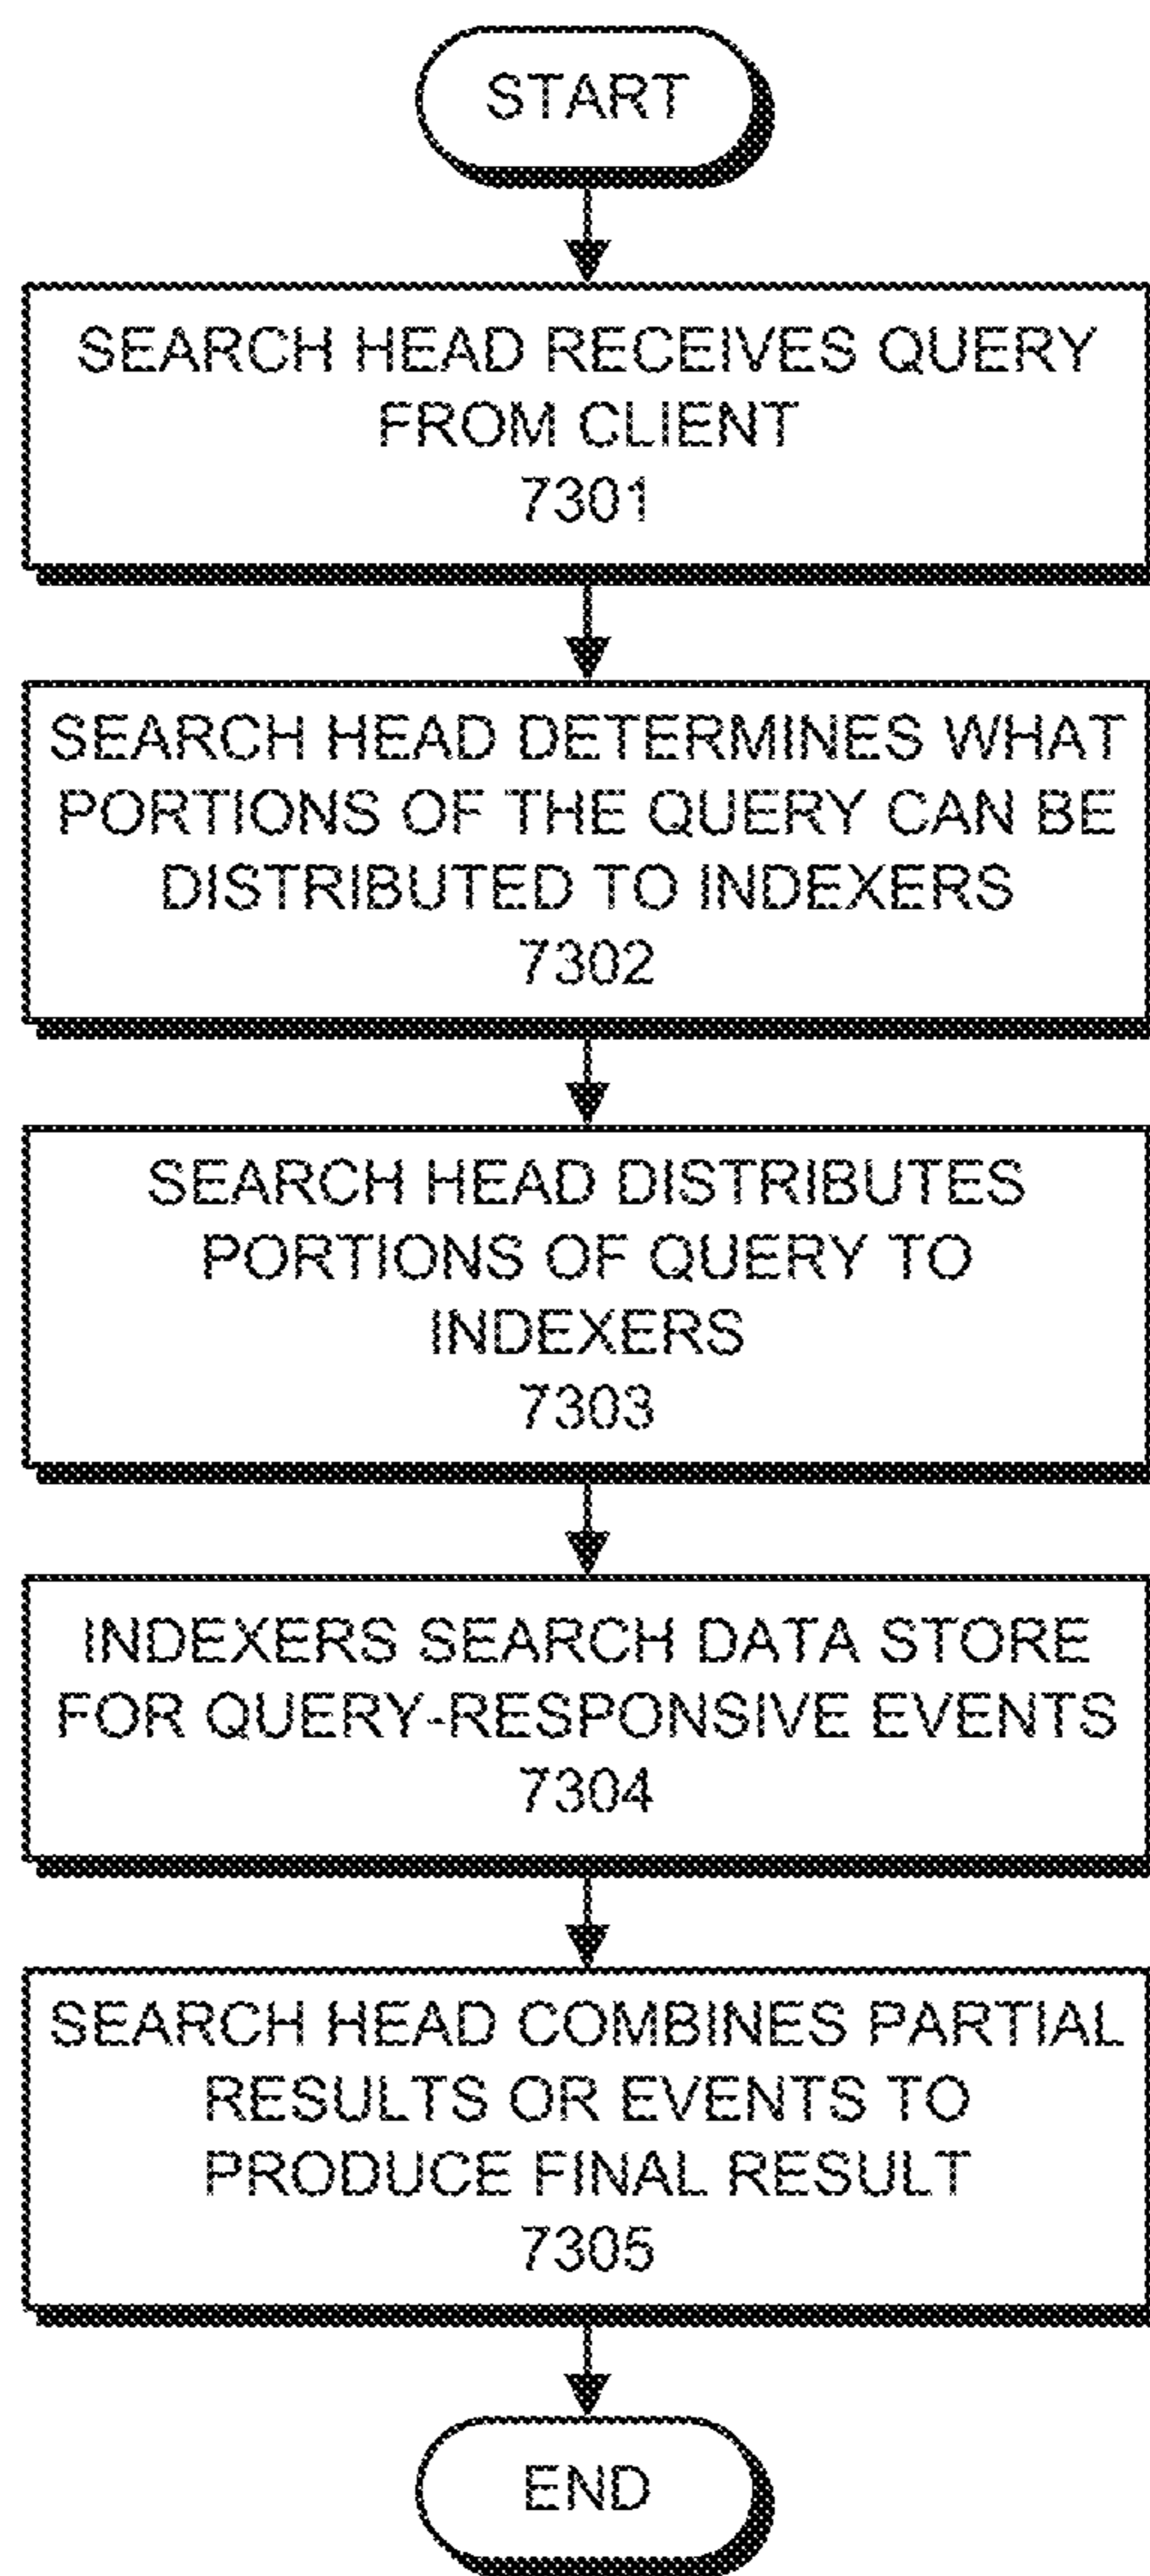 START
SEARCH HEAD RECEIVES QUERY
FROM CLIENT
7301
SEARCH HEAD DETERMINES WHAT
PORTIONS OF THE QUERY CAN BE
DISTRIBUTED TO INDEXERS
7302
SEARCH HEAD DISTRIBUTES
PORTIONS OF QUERY TO
INDEXERS
7303
INDEXERS SEARCH DATA STORE
FOR QUERY-RESPONSIVE EVENTS
7304
SEARCH HEAD COMBINES PARTIAL
RESULTS OR EVENTS TO
PRODUCE FINAL RESULT
7305
END